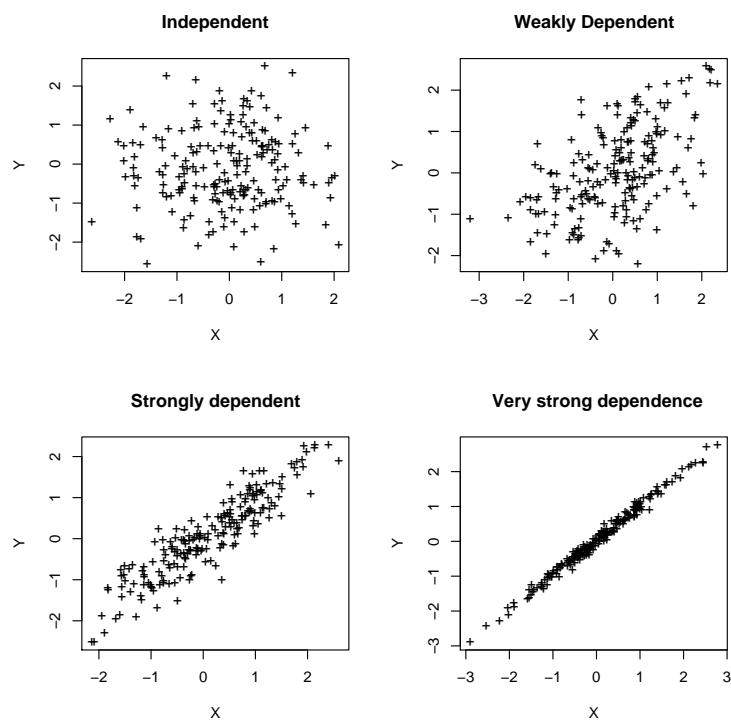 Independent
2
1
0
−1
−2
Y
−2 −1 0 1 2
X
Weakly Dependent
2
1
0
−1
−2
Y
−3 −2 −1 0 1 2
X
Strongly dependent
2
1
0
−1
−2
Y
−2 −1 0 1 2
X
Very strong dependence
2
1
0
−1
−2
−3
Y
−3 −2 −1 0 1 2 3
X